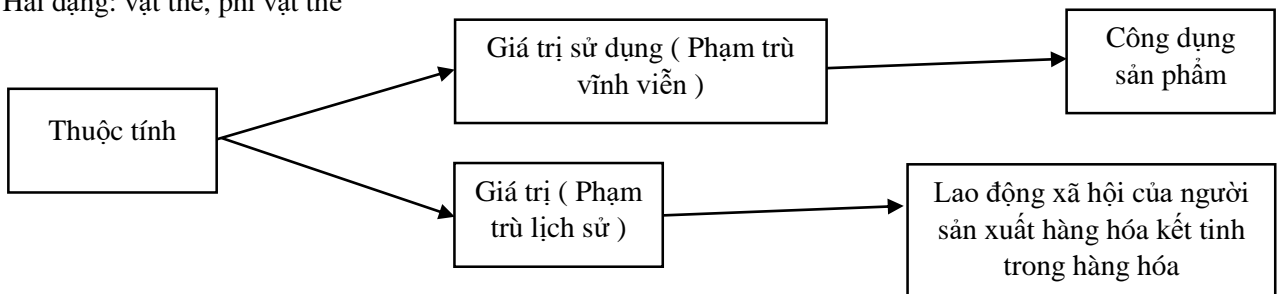 Hai dạng: vật thể, phi vật thể
Giá trị sử dụng ( Phạm trù
vĩnh viễn )
Công dụng
sản phẩm
Thuộc tính
Giá trị ( Phạm
trù lịch sử )
Lao động xã hội của người
sản xuất hàng hóa kết tinh
trong hàng hóa